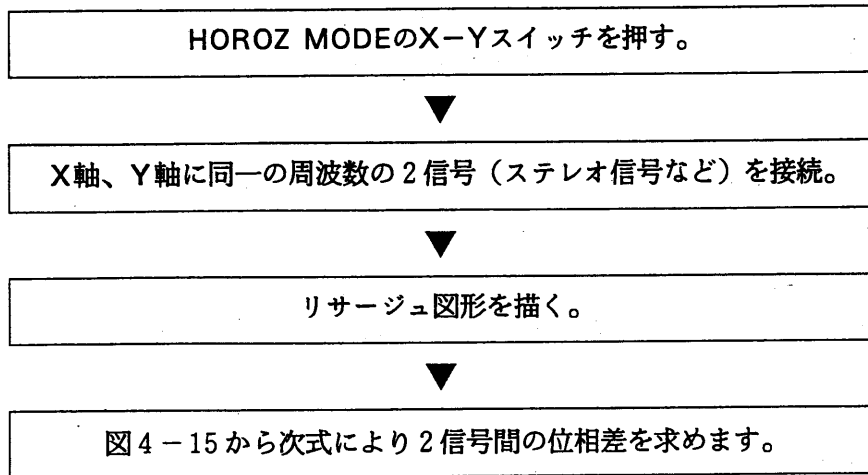 HOROZ MODEのX－Yスイッチを押す。
X軸、Y軸に同一の周波数の2信号（ステレオ信号など）を接続。
リサージュ図形を描く。
図4－15から次式により2信号間の位相差を求めます。